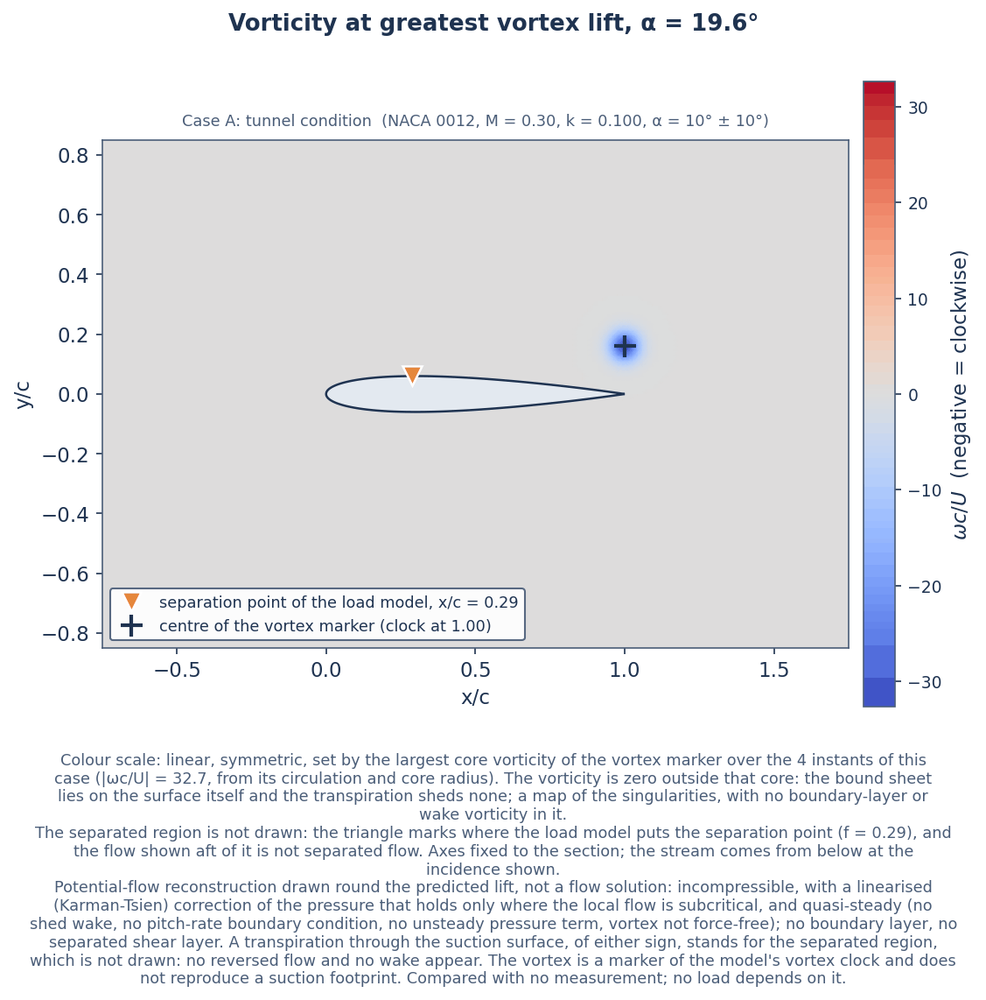 Vorticity at greatest vortex lift, α = 19.6°
Case A: tunnel condition (NACA 0012, M = 0.30, k = 0.100, α = 10° ± 10°)
0.8
0.6
0.4
0.2
0.0
−0.2
−0.4
−0.6
−0.8
y/c
separation point of the load model, x/c = 0.29
centre of the vortex marker (clock at 1.00)
−0.5
0.0
0.5
1.0
1.5
x/c
30
20
10
0
−10
−20
−30
ωc/U (negative = clockwise)
Colour scale: linear, symmetric, set by the largest core vorticity of the vortex marker over the 4 instants of this
case (|ωc/U| = 32.7, from its circulation and core radius). The vorticity is zero outside that core: the bound sheet
lies on the surface itself and the transpiration sheds none; a map of the singularities, with no boundary-layer or
wake vorticity in it.
The separated region is not drawn: the triangle marks where the load model puts the separation point (f = 0.29), and
the flow shown aft of it is not separated flow. Axes fixed to the section; the stream comes from below at the
incidence shown.
Potential-flow reconstruction drawn round the predicted lift, not a flow solution: incompressible, with a linearised
(Karman-Tsien) correction of the pressure that holds only where the local flow is subcritical, and quasi-steady (no
shed wake, no pitch-rate boundary condition, no unsteady pressure term, vortex not force-free); no boundary layer, no
separated shear layer. A transpiration through the suction surface, of either sign, stands for the separated region,
which is not drawn: no reversed flow and no wake appear. The vortex is a marker of the model's vortex clock and does
not reproduce a suction footprint. Compared with no measurement; no load depends on it.